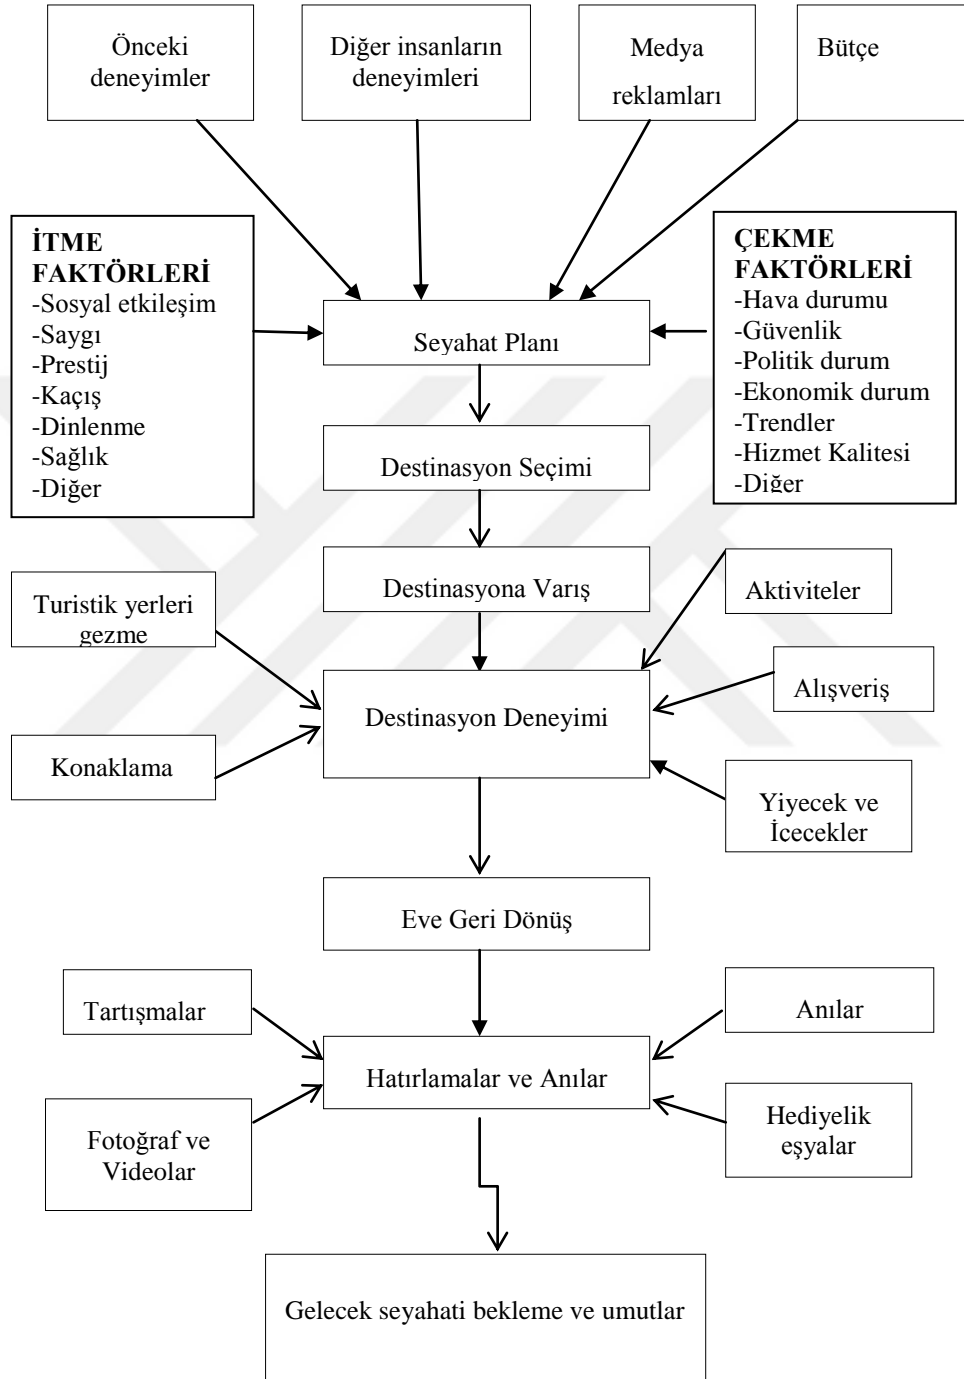 Önceki
deneyimler
Diğer insanların
deneyimleri
Medya
reklamları
Bütçe
İTME
FAKTÖRLERİ
-Sosyal etkileşim
-Saygı
-Prestij
-Kaçış
-Dinlenme
-Sağlık
-Diğer
ÇEKME
FAKTÖRLERİ
-Hava durumu
-Güvenlik
-Politik durum
-Ekonomik durum
-Trendler
-Hizmet Kalitesi
-Diğer
Seyahat Planı
Destinasyon Seçimi
Destinasyona Varış
Turistik yerleri
gezme
Aktiviteler
Alışveriş
Destinasyon Deneyimi
Konaklama
Yiyecek ve
İcecekler
Eve Geri Dönüş
Tartışmalar
Anılar
Hatırlamalar ve Anılar
Fotoğraf ve
Videolar
Hediyelik
eşyalar
Gelecek seyahati bekleme ve umutlar